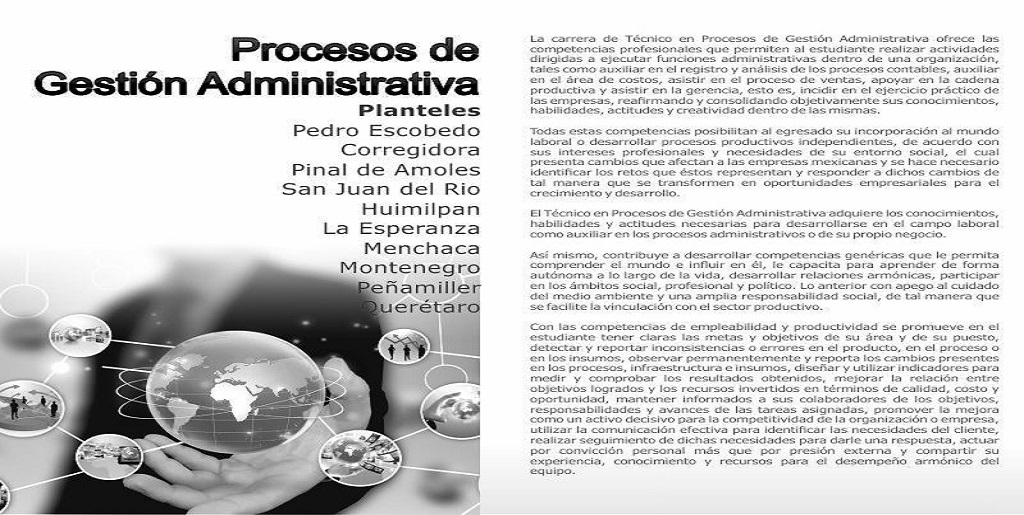 Procesos de
Gestión Administrativa
Planteles
Pedro Escobedo
Corregidora
Pinal de Amoles
San Juan del Rio
Huimilpan
La Esperanza
Menchaca
Montenegro
Peñamiller
Querétaro
La carrera de Técnico en Procesos de Gestión Administrativa ofrece las
competencias profesionales que permiten al estudiante realizar actividades
dirigidas a ejecutar funciones administrativas dentro de una organización,
tales como auxiliar en el registro y análisis de los procesos contables, auxiliar
en el área de costos, asistir en el proceso de ventas, apoyar en la cadena
productiva y asistir en la gerencia, esto es, incidir en el ejercicio práctico de
las empresas, reafirmando y consolidando objetivamente sus conocimientos,
habilidades, actitudes y creatividad dentro de las mismas.
Todas estas competencias posibilitan al egresado su incorporación al mundo
laboral o desarrollar procesos productivos independientes, de acuerdo con
sus intereses profesionales y necesidades de su entorno social, el cual
presenta cambios que afectan a las empresas mexicanas y se hace necesario
identificar los retos que éstos representan y responder a dichos cambios de
tal manera que se transformen en oportunidades empresariales para el
crecimiento y desarrollo.
El Técnico en Procesos de Gestión Administrativa adquiere los conocimientos,
habilidades y actitudes necesarias para desarrollarse en el campo laboral
como auxiliar en los procesos administrativos o de su propio negocio.
Así mismo, contribuye a desarrollar competencias genéricas que le permita
comprender el mundo e influir en él, le capacita para aprender de forma
autónoma a lo largo de la vida, desarrollar relaciones armónicas, participar
en los ámbitos social, profesional y político. Lo anterior con apego al cuidado
del medio ambiente y una amplia responsabilidad social, de tal manera que
se facilite la vinculación con el sector productivo.
Con las competencias de empleabilidad y productividad se promueve en el
estudiante tener claras las metas y objetivos de su área y de su puesto,
detectar y reportar inconsistencias o errores en el producto, en el proceso o
en los insumos, observar permanentemente y reporta los cambios presentes
en los procesos, infraestructura e insumos, diseñar y utilizar indicadores para
medir y comprobar los resultados obtenidos, mejorar la relación entre
objetivos logrados y los recursos invertidos en términos de calidad, costo y
oportunidad, mantener informados a sus colaboradores de los objetivos,
responsabilidades y avances de las tareas asignadas, promover la mejora
como un activo decisivo para la competitividad de la organización o empresa,
utilizar la comunicación efectiva para identificar las necesidades del cliente,
realizar seguimiento de dichas necesidades para darle una respuesta, actuar
por convicción personal más que por presión externa y compartir su
experiencia, conocimiento y recursos para el desempeño armónico del
equipo.